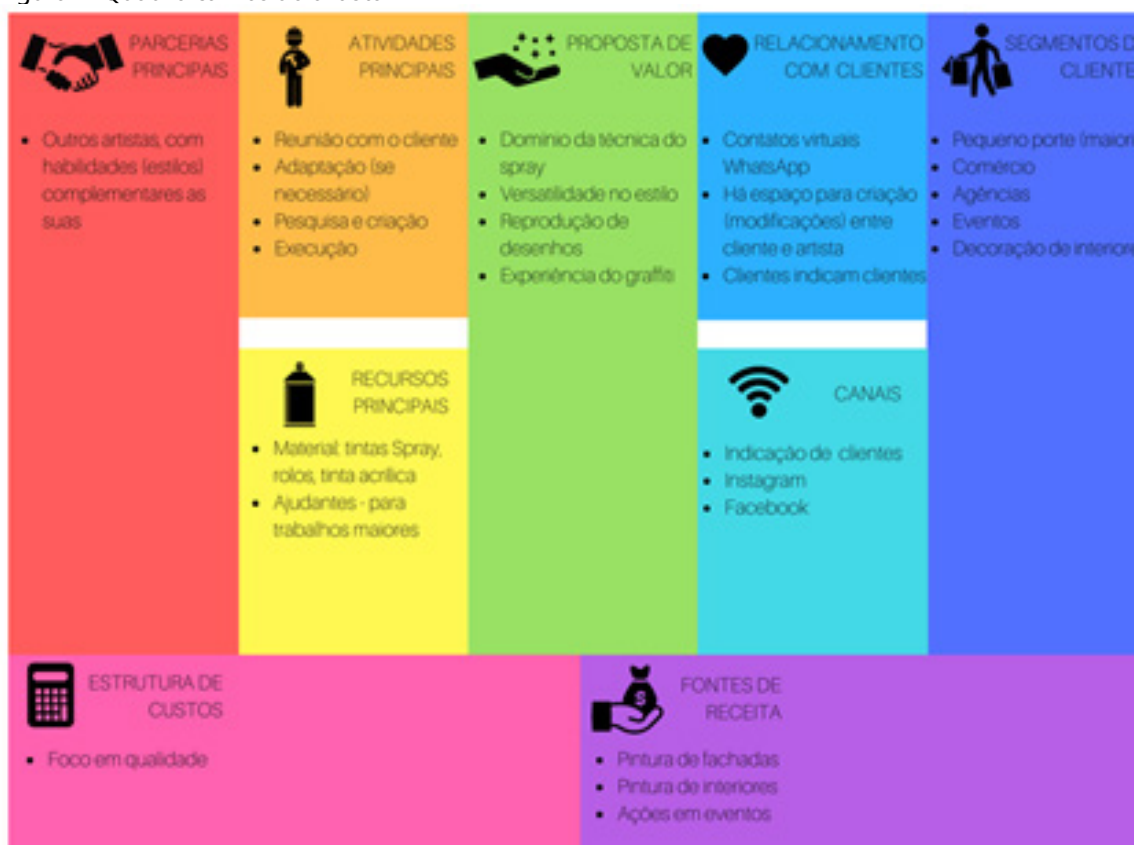 PARCERIAS
PRINCIPAIS
• Outros artistas, com
habilidades (estilos)
complementares as
suas
ATIVIDADES
PRINCIPAIS
• Reunião com o cliente
• Adaptação (se
necessário)
• Pesquisa e criação
• Execução
RECURSOS
PRINCIPAIS
• Material: tintas Spray,
rolos, tinta acrílica
• Ajudantes - para
trabalhos maiores
PROPOSTA DE
VALOR
• Domínio da técnica do
spray
• Versatilidade no estilo
• Reprodução de
desenhos
• Experiência do graffiti
RELACIONAMENTO
COM CLIENTES
• Contatos virtuais
WhatsApp
• Há espaço para criação
(modificações) entre
cliente e artista
• Clientes indicam clientes
CANAIS
• Indicação de clientes
• Instagram
• Facebook
SEGMENTOS D
CLIENTE
• Pequeno porte (maiori
• Comércio
• Agências
• Eventos
• Decoração de interiore
ESTRUTURA DE
CUSTOS
• Foco em qualidade
FONTES DE
RECEITA
• Pintura de fachadas
• Pintura de interiores
• Ações em eventos